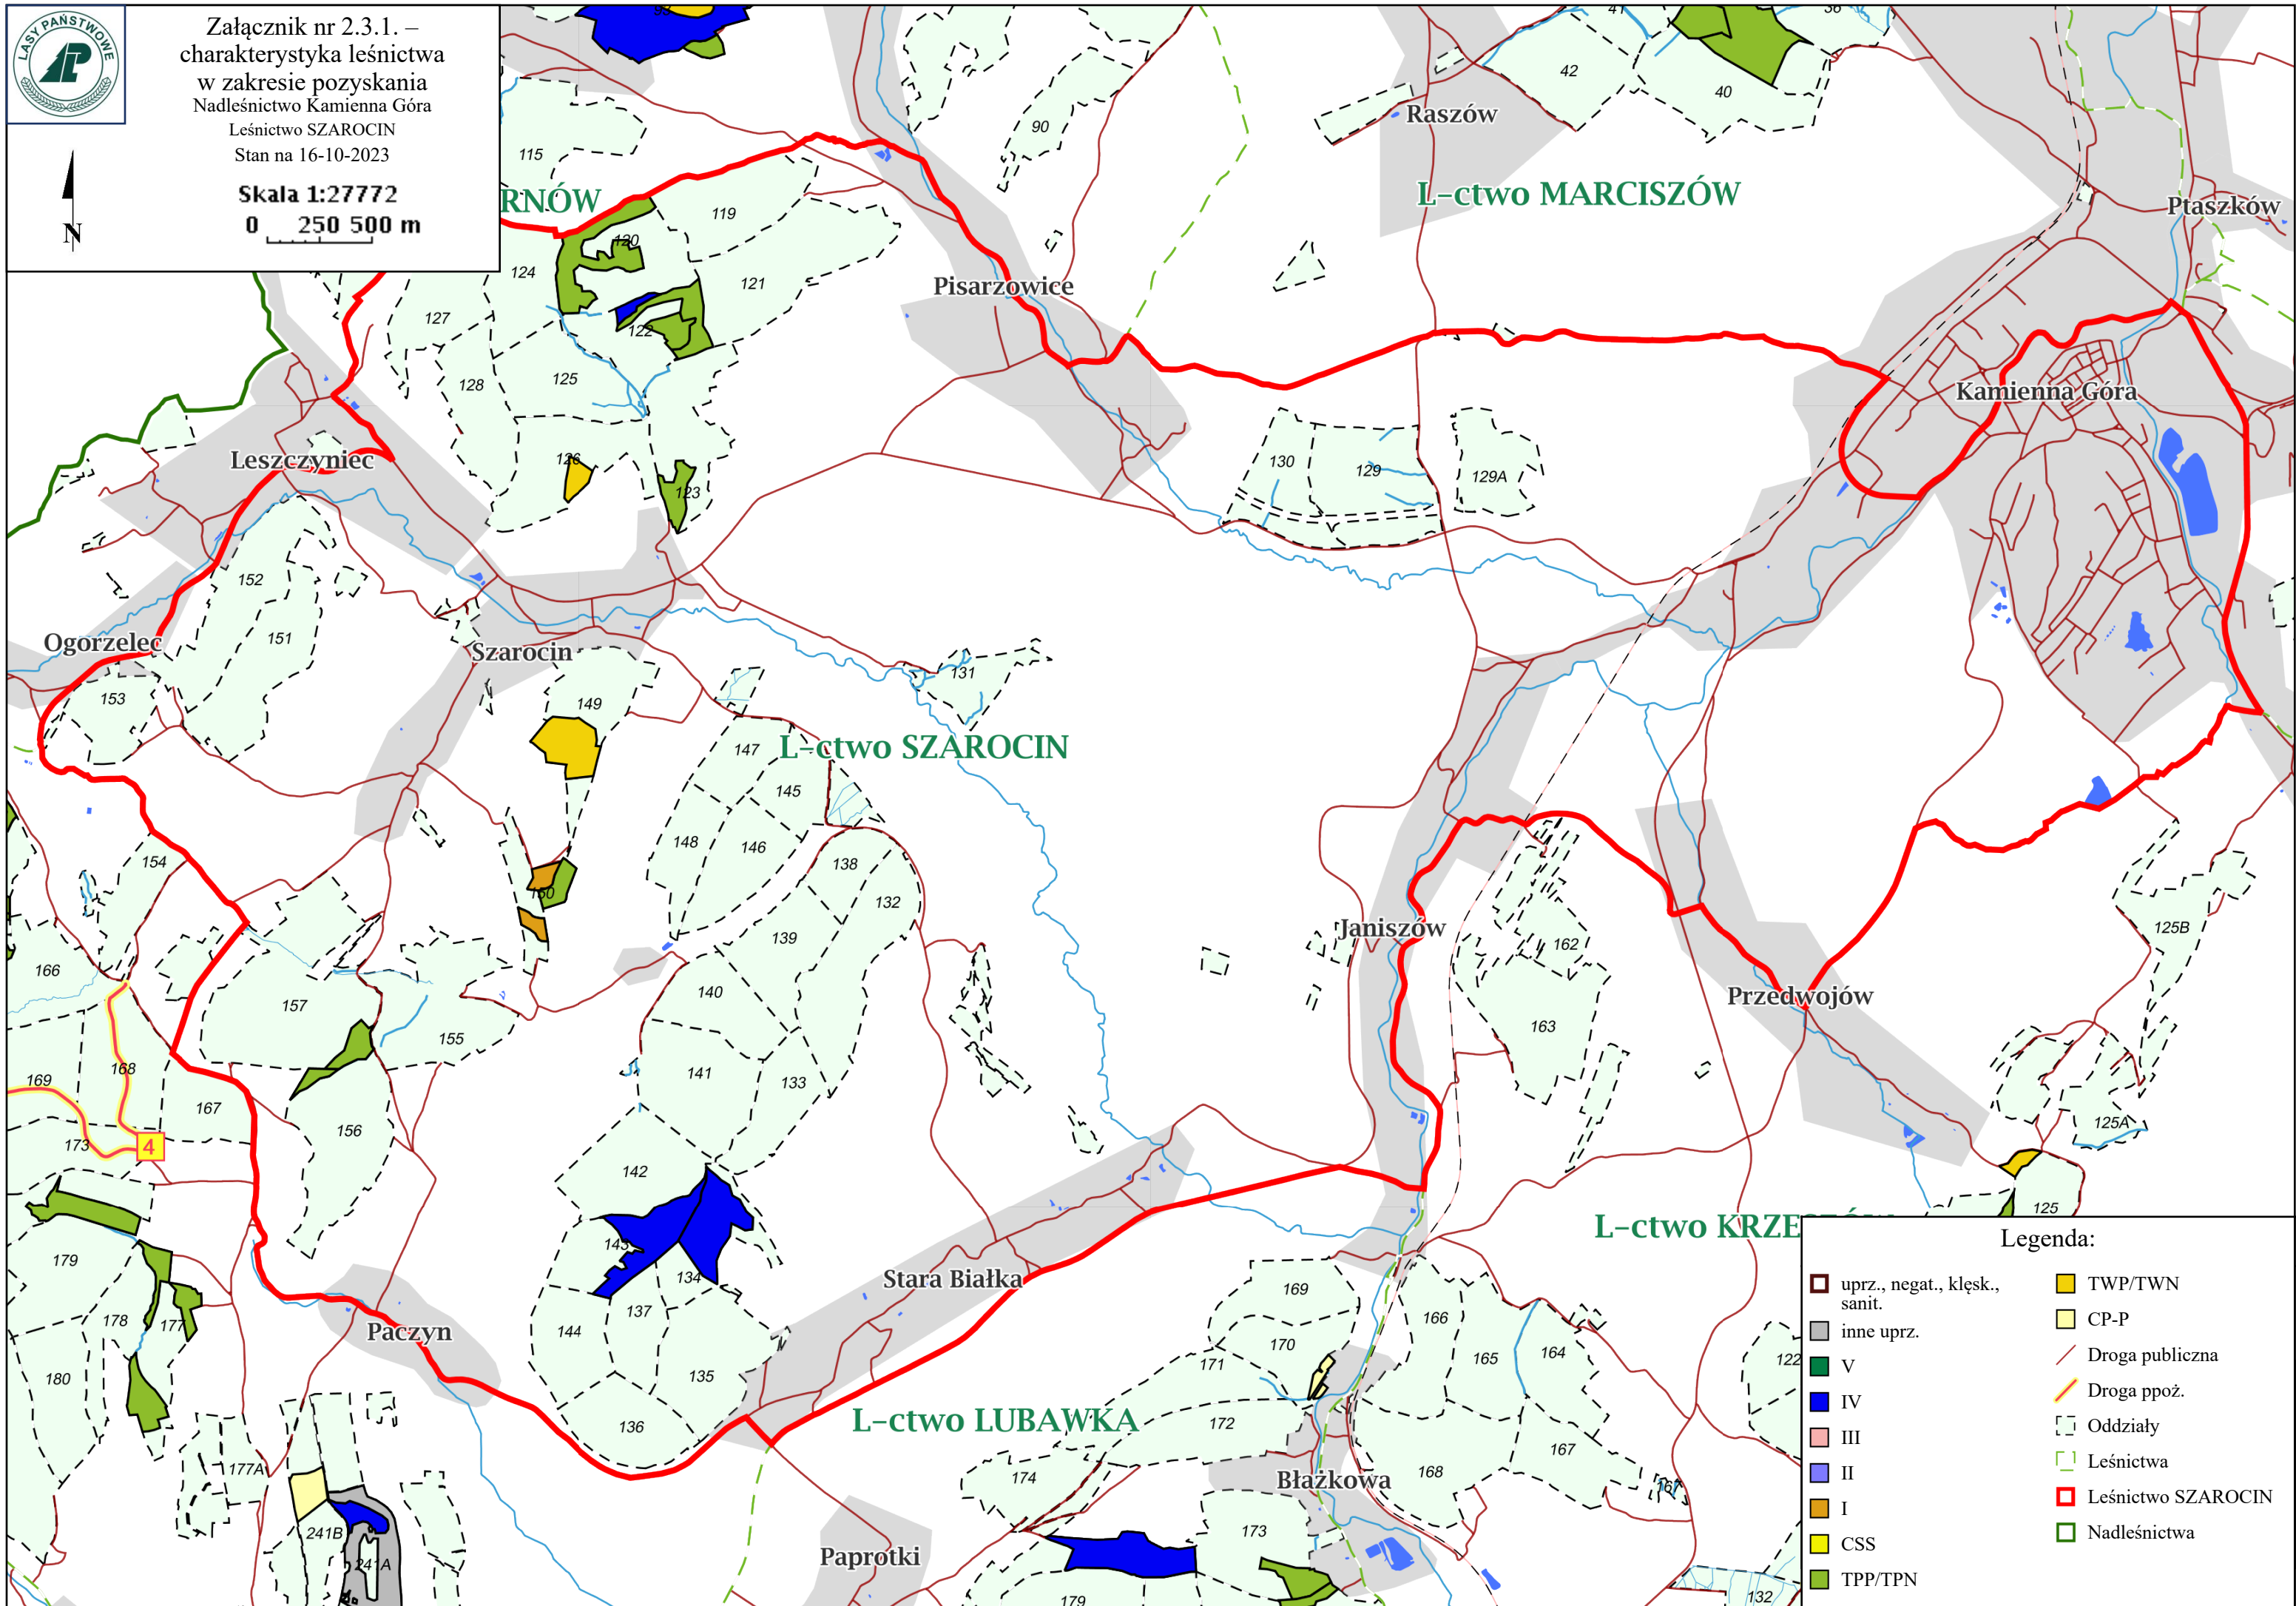 LASY PAŃSTWOWE
Załącznik nr 2.3.1. –
charakterystyka leśnictwa
w zakresie pozyskania
Nadleśnictwo Kamienna Góra
Leśnictwo SZAROCIN
Stan na 16-10-2023
Skala 1:27772
0 250 500 m
N
41
36
42
40
90
Raszów
115
RNÓW
L-ctwo MARCISZÓW
Ptaszków
119
120
124
121
Pisarzowice
127
122
128
125
Kamienna Góra
Leszczyniec
126
123
130
129
129A
152
151
Ogorzelec
Szarocin
131
153
149
147
L-ctwo SZAROCIN
145
148
146
154
138
150
132
Janiszów
139
162
125B
166
140
157
Przedwojów
163
155
141
133
168
169
167
156
173
4
125A
142
125
L-ctwo KRZE
143
179
134
Stara Białka
137
169
178
177
Paczyn
144
166
170
165
164
171
122
180
135
136
L-ctwo LUBAWKA
172
167
177A
174
168
Błażkowa
167
241B
173
241A
Paprotki
179
132
Legenda:
uprz., negat., klęsk.,
sanit.
inne uprz.
V
IV
III
II
I
CSS
TPP/TPN
TWP/TWN
CP-P
Droga publiczna
Droga ppoż.
Oddziały
Leśnictwa
Leśnictwo SZAROCIN
Nadleśnictwa